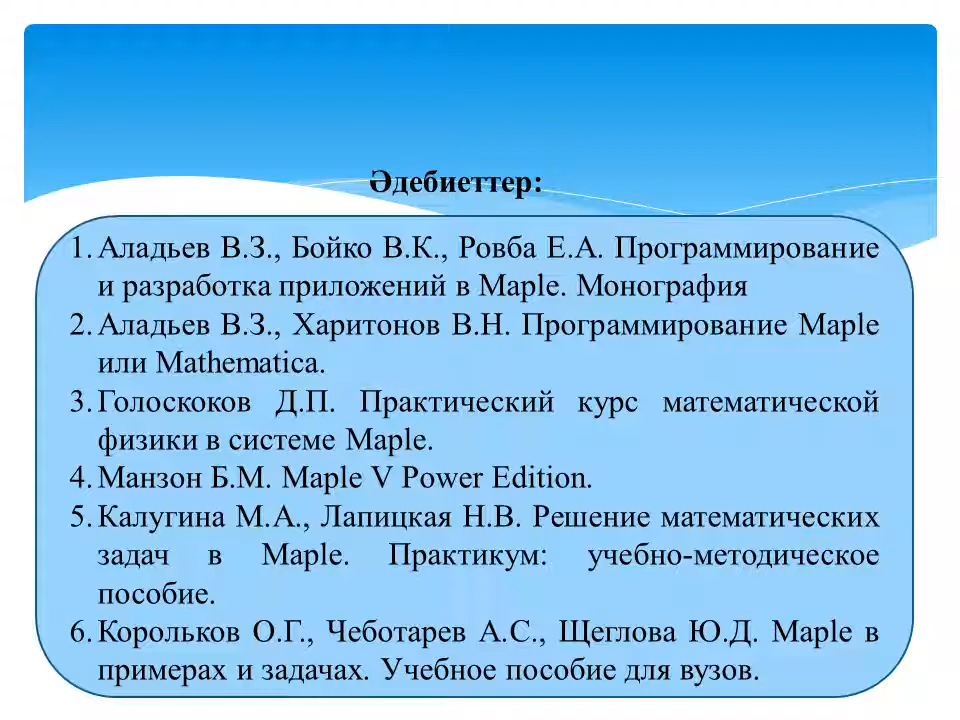 Әдебиеттер:
1. Аладьев В.З., Бойко В.К., Ровба Е.А. Программирование
и разработка приложений в Maple. Монография
2. Аладьев В.З., Харитонов В.Н. Программирование Maple
или Mathematica.
3. Голоскоков Д.П. Практический курс математической
физики в системе Maple.
4. Манзон Б.М. Maple V Power Edition.
5. Калугина М.А., Лапицкая Н.В. Решение математических
задач в Maple. Практикум: учебно-методическое
пособие.
6. Корольков О.Г., Чеботарев А.С., Щеглова Ю.Д. Maple в
примерах и задачах. Учебное пособие для вузов.